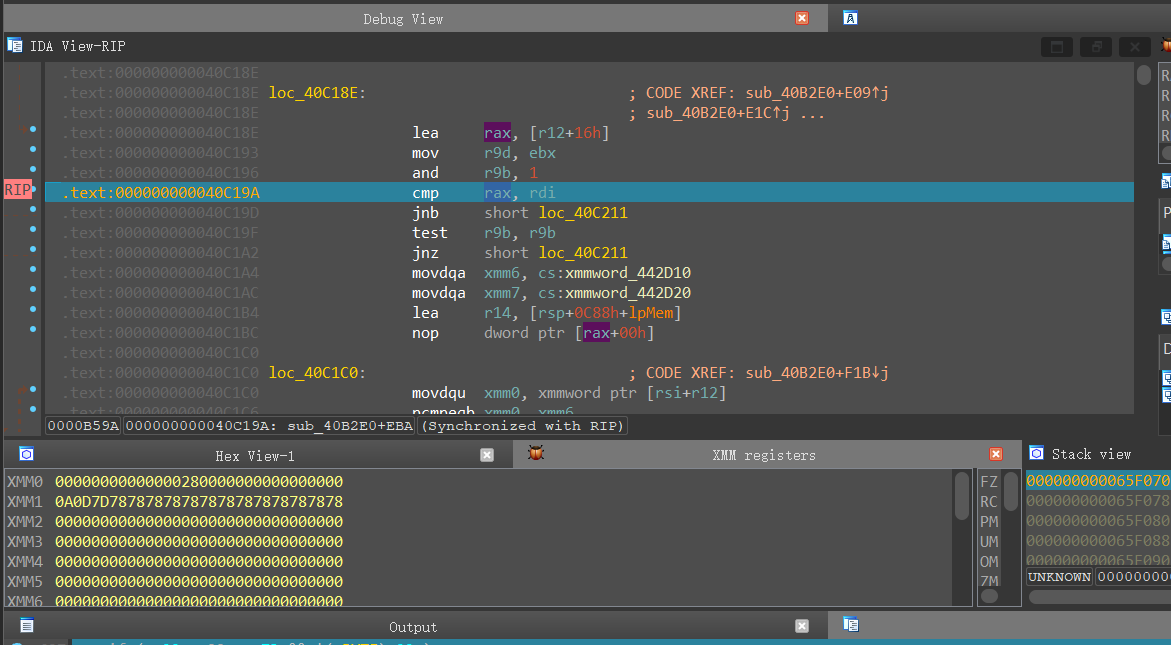 Debug View
IDA View-RIP
.text:000000000040C18E
.text:000000000040C18E loc_40C18E: ; CODE XREF: sub_40B2E0+E09↑j
.text:000000000040C18E ; sub_40B2E0+E1C↑j ...
.text:000000000040C18E lea rax, [r12+16h]
.text:000000000040C193 mov r9d, ebx
.text:000000000040C196 and r9b, 1
RIP .text:000000000040C19A cmp rax, rdi
.text:000000000040C19D jnb short loc_40C211
.text:000000000040C19F test r9b, r9b
.text:000000000040C1A2 jnz short loc_40C211
.text:000000000040C1A4 movdqa xmm6, cs:xmmword_442D10
.text:000000000040C1AC movdqa xmm7, cs:xmmword_442D20
.text:000000000040C1B4 lea r14, [rsp+0C88h+lpMem]
.text:000000000040C1BC nop dword ptr [rax+00h]
.text:000000000040C1C0
.text:000000000040C1C0 loc_40C1C0: ; CODE XREF: sub_40B2E0+F1B↓j
.text:000000000040C1C0 movdqu xmm0, xmmword ptr [rsi+r12]
.text:000000000040C1C6 pcmpeqb xmm0, xmm6
0000B59A 000000000040C19A: sub_40B2E0+EBA (Synchronized with RIP)
Hex View-1
XMM registers
Stack view
XMM0 00000000000000280000000000000000
XMM1 0A0D7D78787878787878787878787878
XMM2 00000000000000000000000000000000
XMM3 00000000000000000000000000000000
XMM4 00000000000000000000000000000000
XMM5 00000000000000000000000000000000
XMM6 00000000000000000000000000000000
FZ
RC
PM
UM
OM
ZM
000000000065F070
000000000065F078
000000000065F080
000000000065F088
000000000065F090
UNKNOWN 00000000
Output